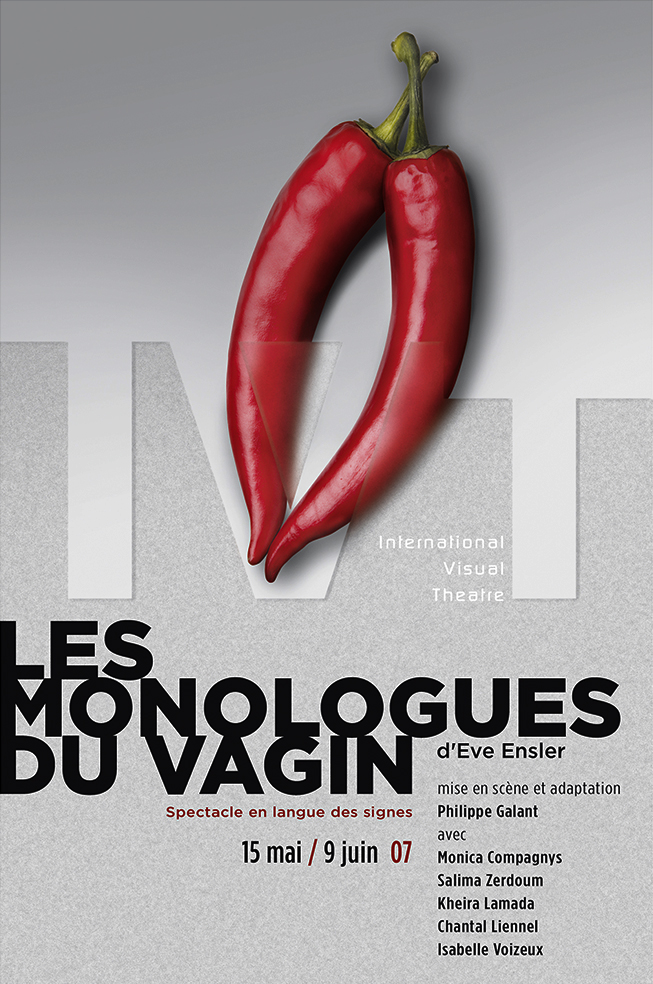 IVT
International
Visual
Theatre
LES
MONOLOGUES
DU VAGIN
d'Eve Ensler
Spectacle en langue des signes
15 mai / 9 juin 07
mise en scène et adaptation
Philippe Galant
avec
Monica Compagnys
Salima Zerdoum
Kheira Lamada
Chantal Liennel
Isabelle Voizeux